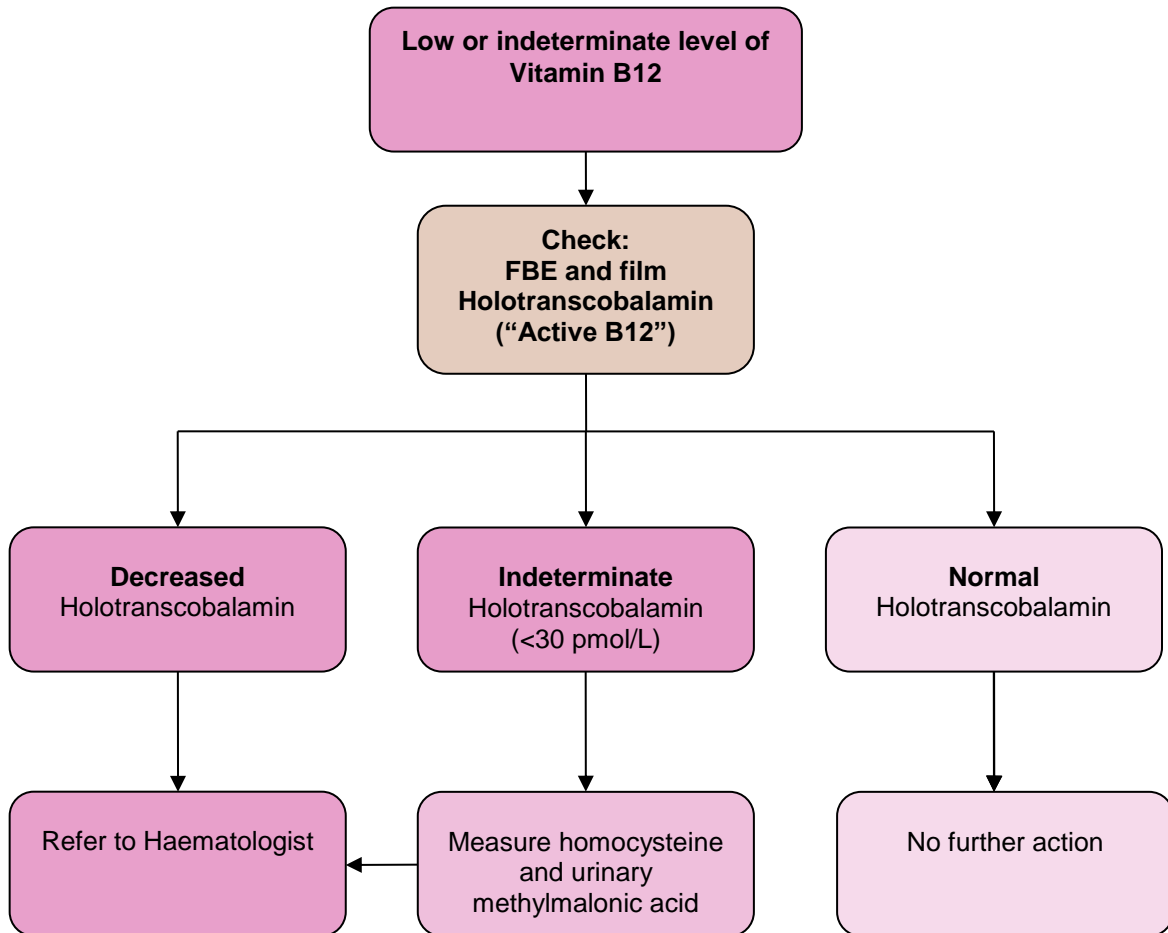 Low or indeterminate level of
Vitamin B12
Check:
FBE and film
Holotranscobalamin
(“Active B12”)
Decreased
Holotranscobalamin
Indeterminate
Holotranscobalamin
(<30 pmol/L)
Normal
Holotranscobalamin
Refer to Haematologist
Measure homocysteine
and urinary
methylmalonic acid
No further action